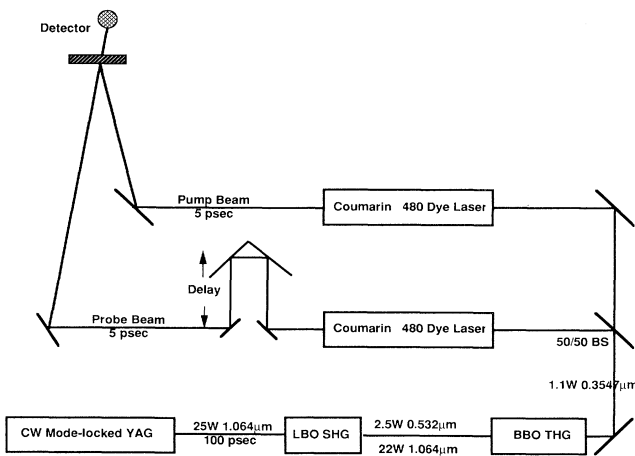 Detector
Pump Beam
5 psec
Coumarin 480 Dye Laser
Delay
Probe Beam
5 psec
Coumarin 480 Dye Laser
50/50 BS
1.1W 0.3547µm
CW Mode-locked YAG
25W 1.064µm
100 psec
LBO SHG
2.5W 0.532µm
22W 1.064µm
BBO THG